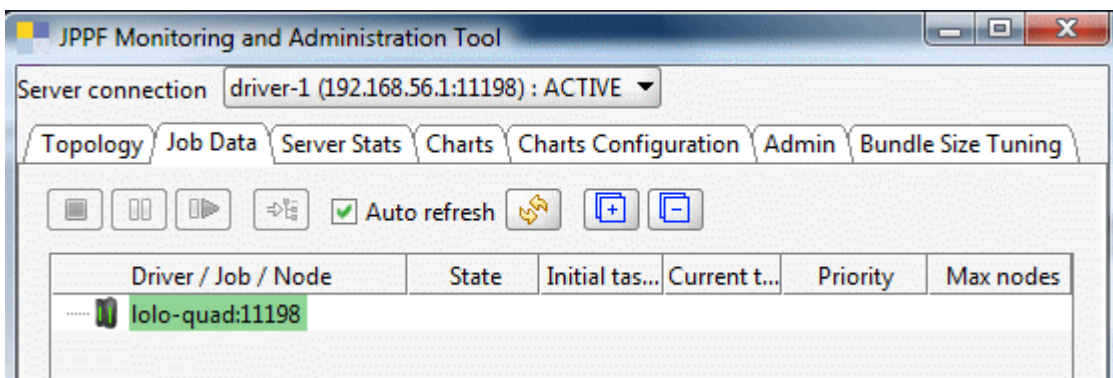 JPPF Monitoring and Administration Tool
Server connection driver-1 (192.168.56.1:11198) : ACTIVE
Topology Job Data Server Stats Charts Charts Configuration Admin Bundle Size Tuning
Auto refresh
Driver / Job / Node State Initial tas... Current t... Priority Max nodes
lolo-quad:11198